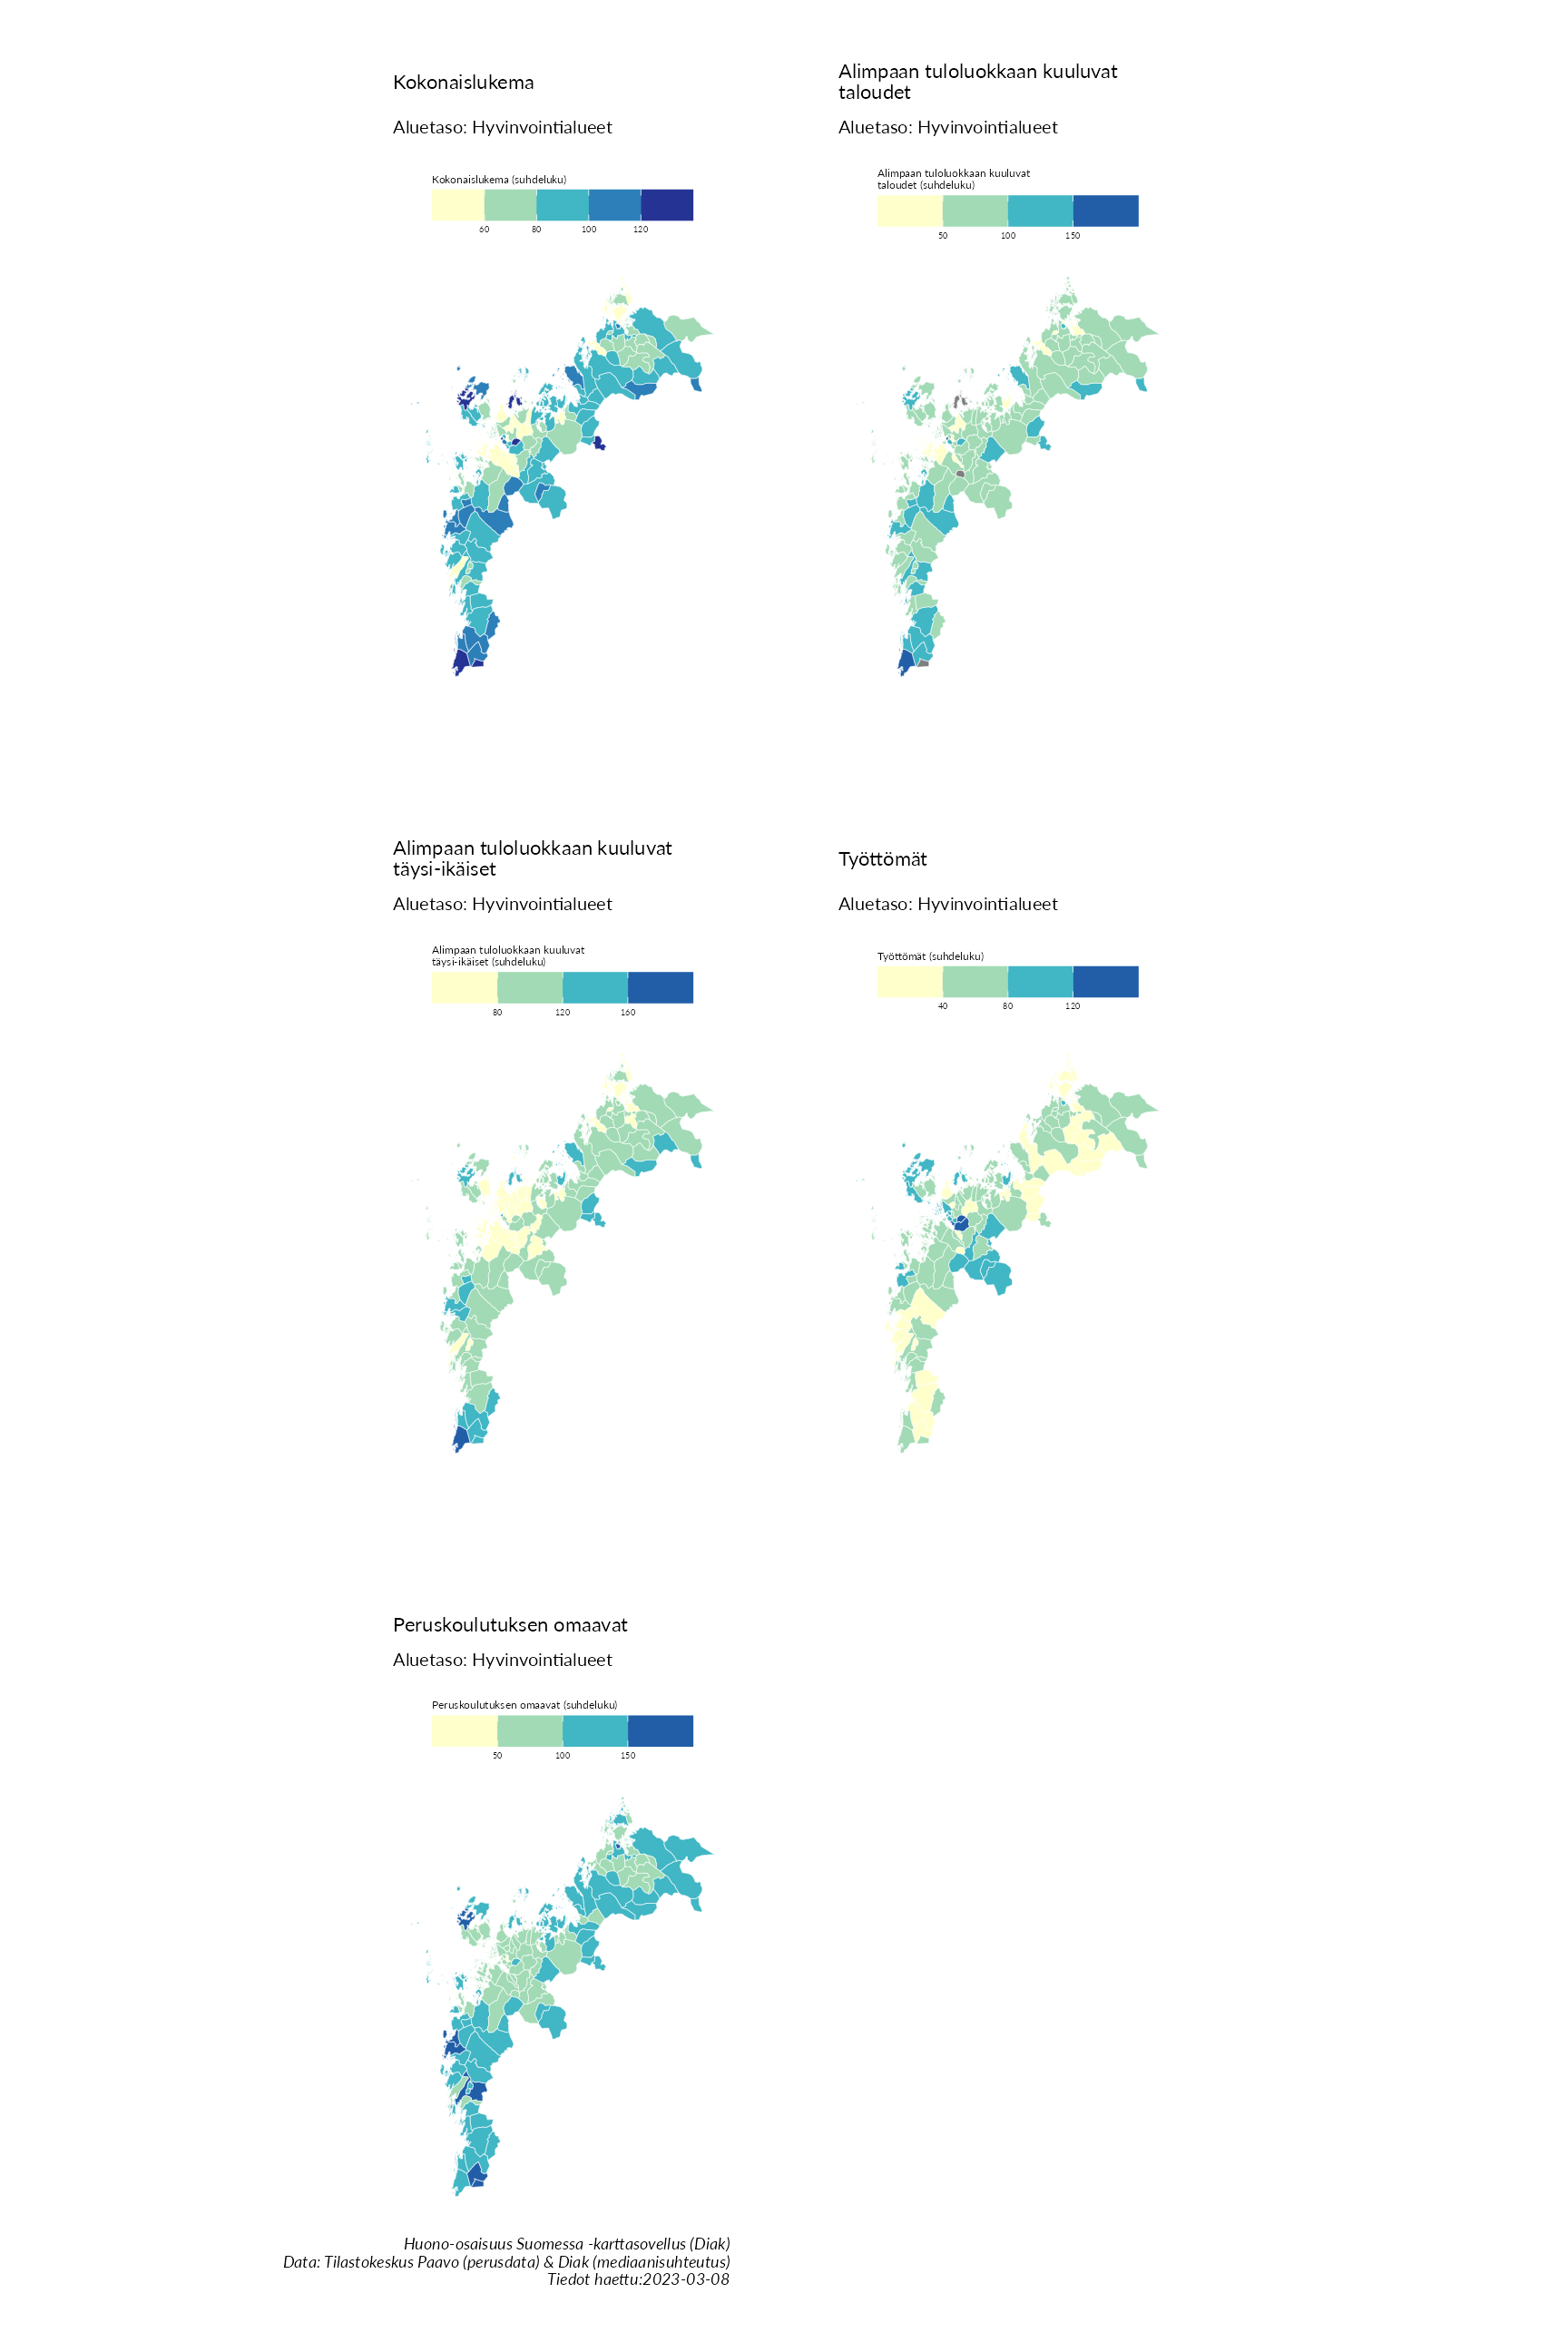 Kokonaislukema
Aluetaso: Hyvinvointialueet
Kokonaislukema (suhdeluku)
60 80 100 120
Alimpaan tuloluokkaan kuuluvat
taloudet
Aluetaso: Hyvinvointialueet
Alimpaan tuloluokkaan kuuluvat
taloudet (suhdeluku)
50 100 150
Alimpaan tuloluokkaan kuuluvat
täysi-ikäiset
Aluetaso: Hyvinvointialueet
Alimpaan tuloluokkaan kuuluvat
täysi-ikäiset (suhdeluku)
80 120 160
Työttömät
Aluetaso: Hyvinvointialueet
Työttömät (suhdeluku)
40 80 120
Peruskoulutuksen omaavat
Aluetaso: Hyvinvointialueet
Peruskoulutuksen omaavat (suhdeluku)
50 100 150
Huono-osaisuus Suomessa -karttasovellus (Diak)
Data: Tilastokeskus Paavo (perusdata) & Diak (mediaanisuhteutus)
Tiedot haettu:2023-03-08